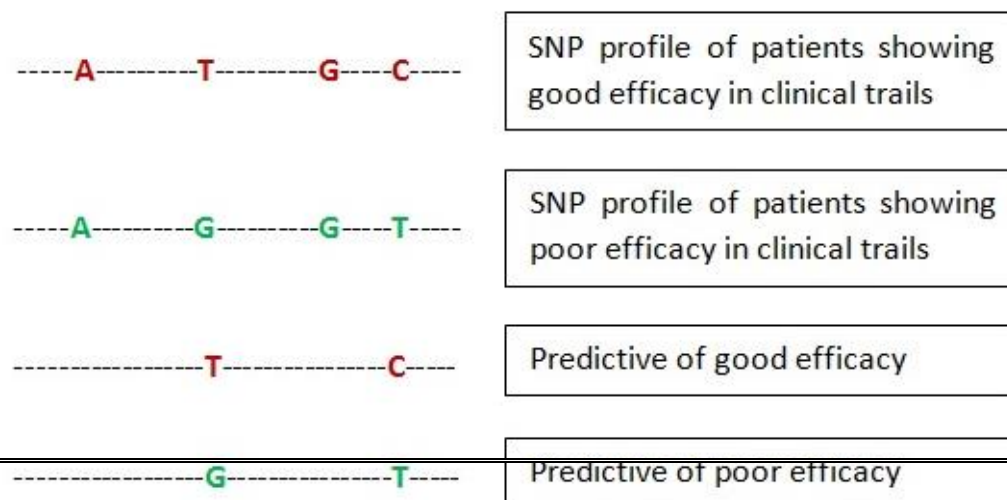 -----A----------T----------G-----C-----
SNP profile of patients showing
good efficacy in clinical trails
-----A----------G----------G-----T-----
SNP profile of patients showing
poor efficacy in clinical trails
-----------------T----------------C-----
Predictive of good efficacy
-----------------G----------------T-----
Predictive of poor efficacy